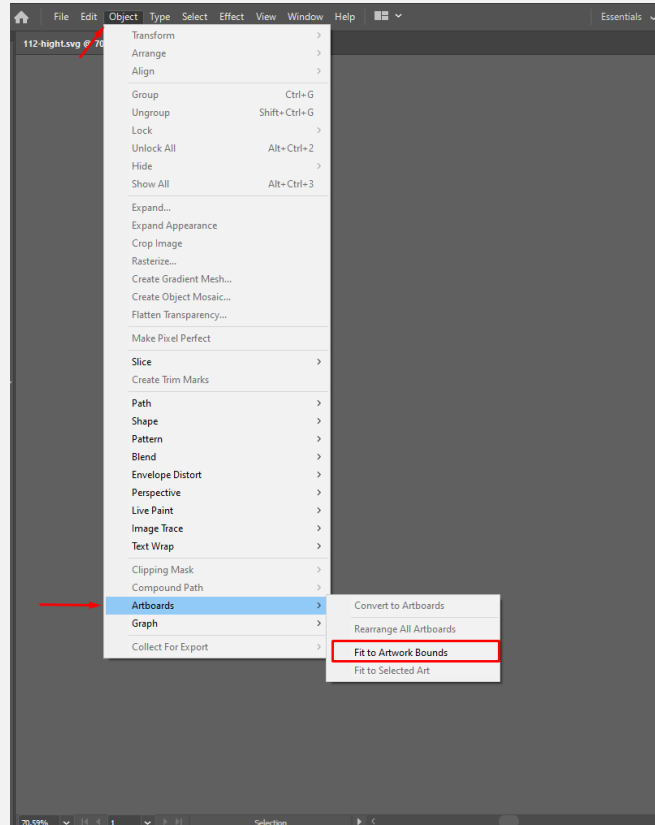 File Edit Object Type Select Effect View Window Help Essentials
112-hight.svg @ 70
Transform
Arrange
Align
Group Ctrl+G
Ungroup Shift+Ctrl+G
Lock
Unlock All Alt+Ctrl+2
Hide
Show All Alt+Ctrl+3
Expand...
Expand Appearance
Crop Image
Rasterize...
Create Gradient Mesh...
Create Object Mosaic...
Flatten Transparency...
Make Pixel Perfect
Slice
Create Trim Marks
Path
Shape
Pattern
Blend
Envelope Distort
Perspective
Live Paint
Image Trace
Text Wrap
Clipping Mask
Compound Path
Artboards
Graph
Collect For Export
Convert to Artboards
Rearrange All Artboards
Fit to Artwork Bounds
Fit to Selected Art
70.59% 1 Selection